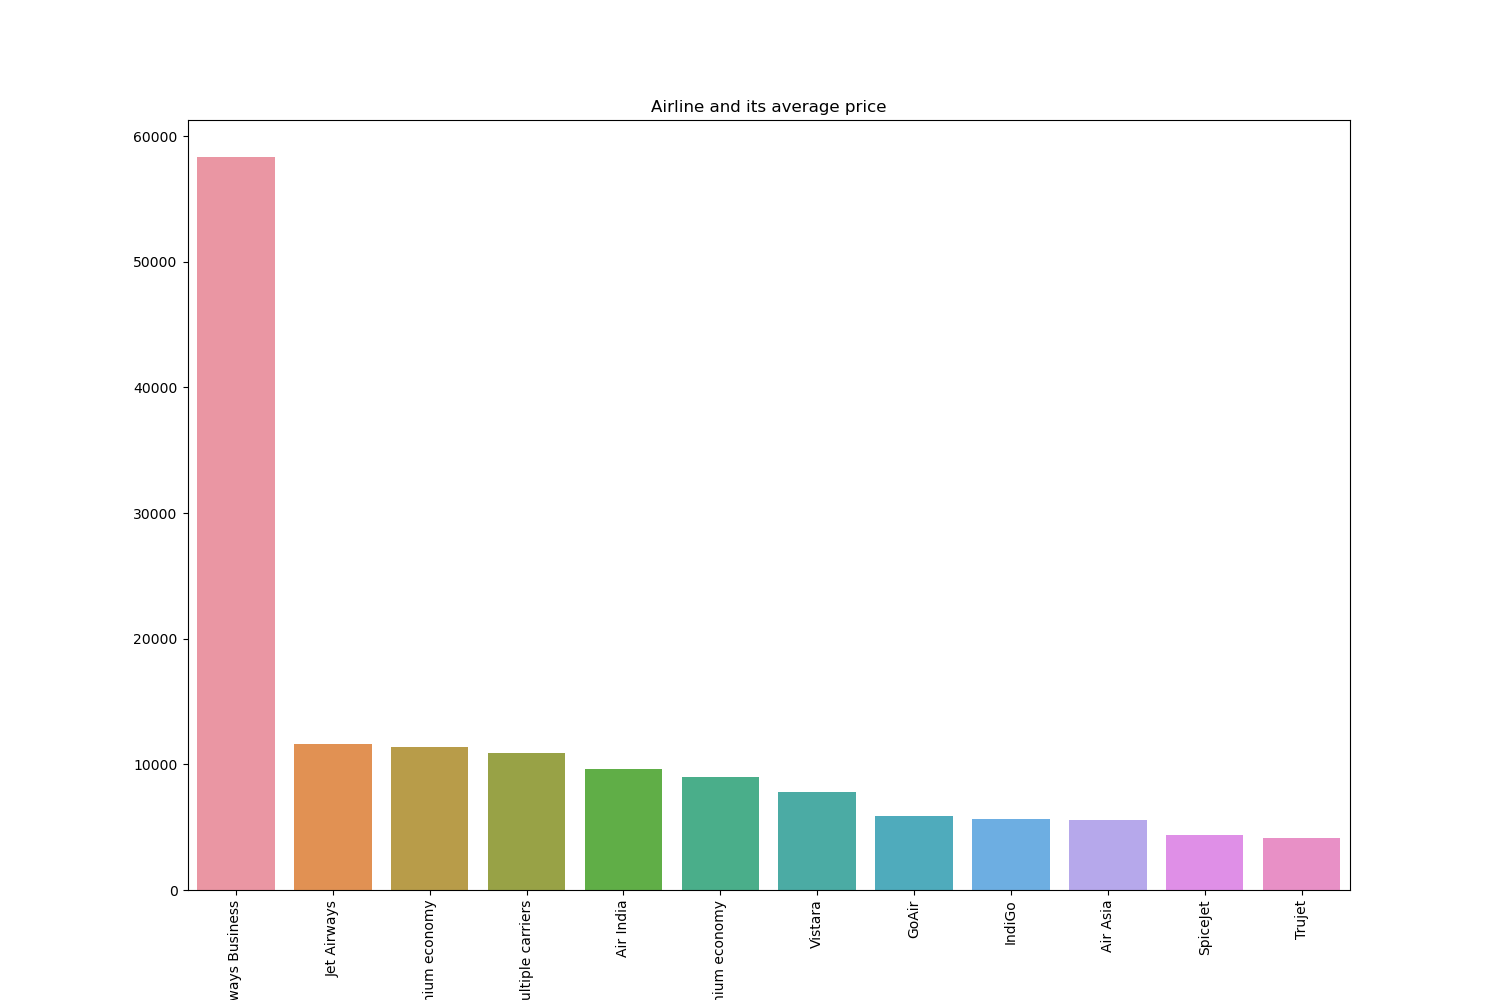 Airline and its average price
60000
50000
40000
30000
20000
10000
0
ways Business
Jet Airways
nium economy
ultiple carriers
Air India
nium economy
Vistara
GoAir
IndiGo
Air Asia
SpiceJet
Trujet